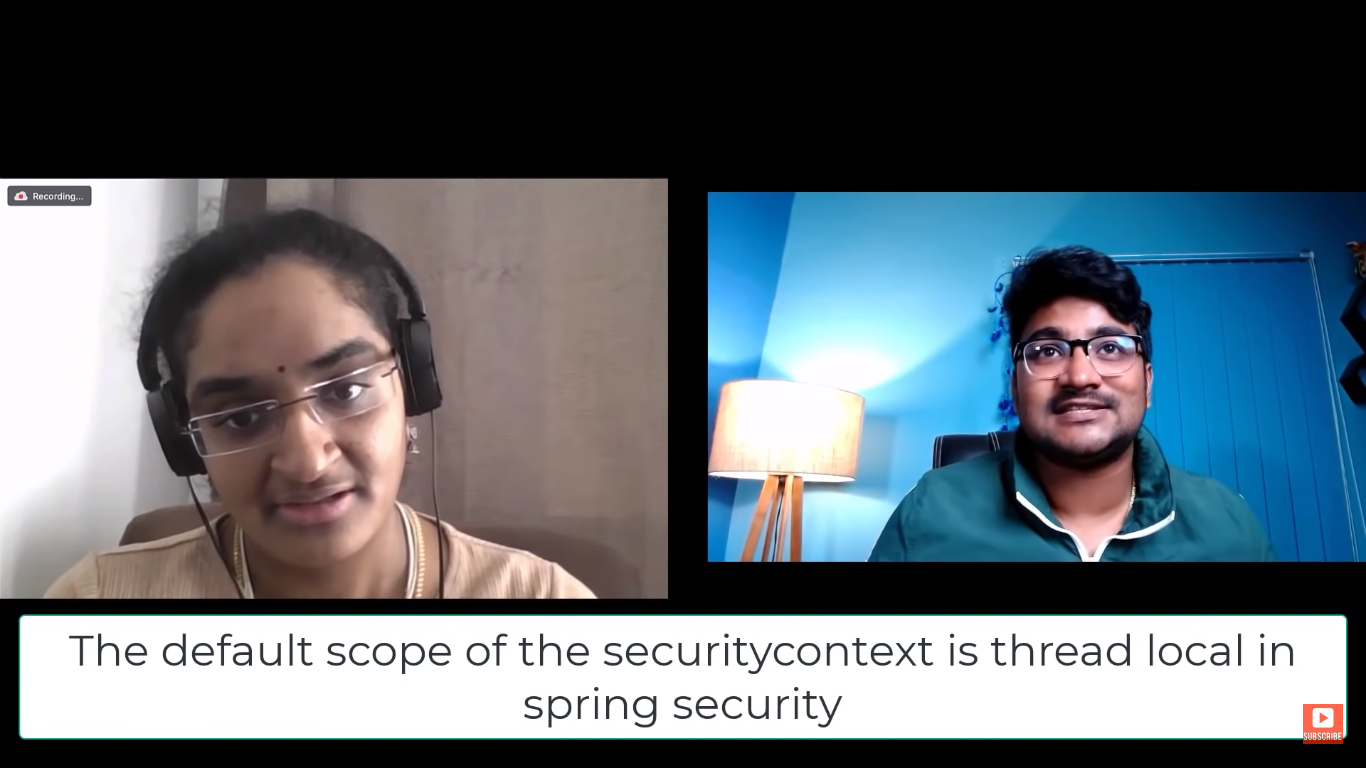 Recording...
The default scope of the securitycontext is thread local in
spring security
SUBSCRIBE